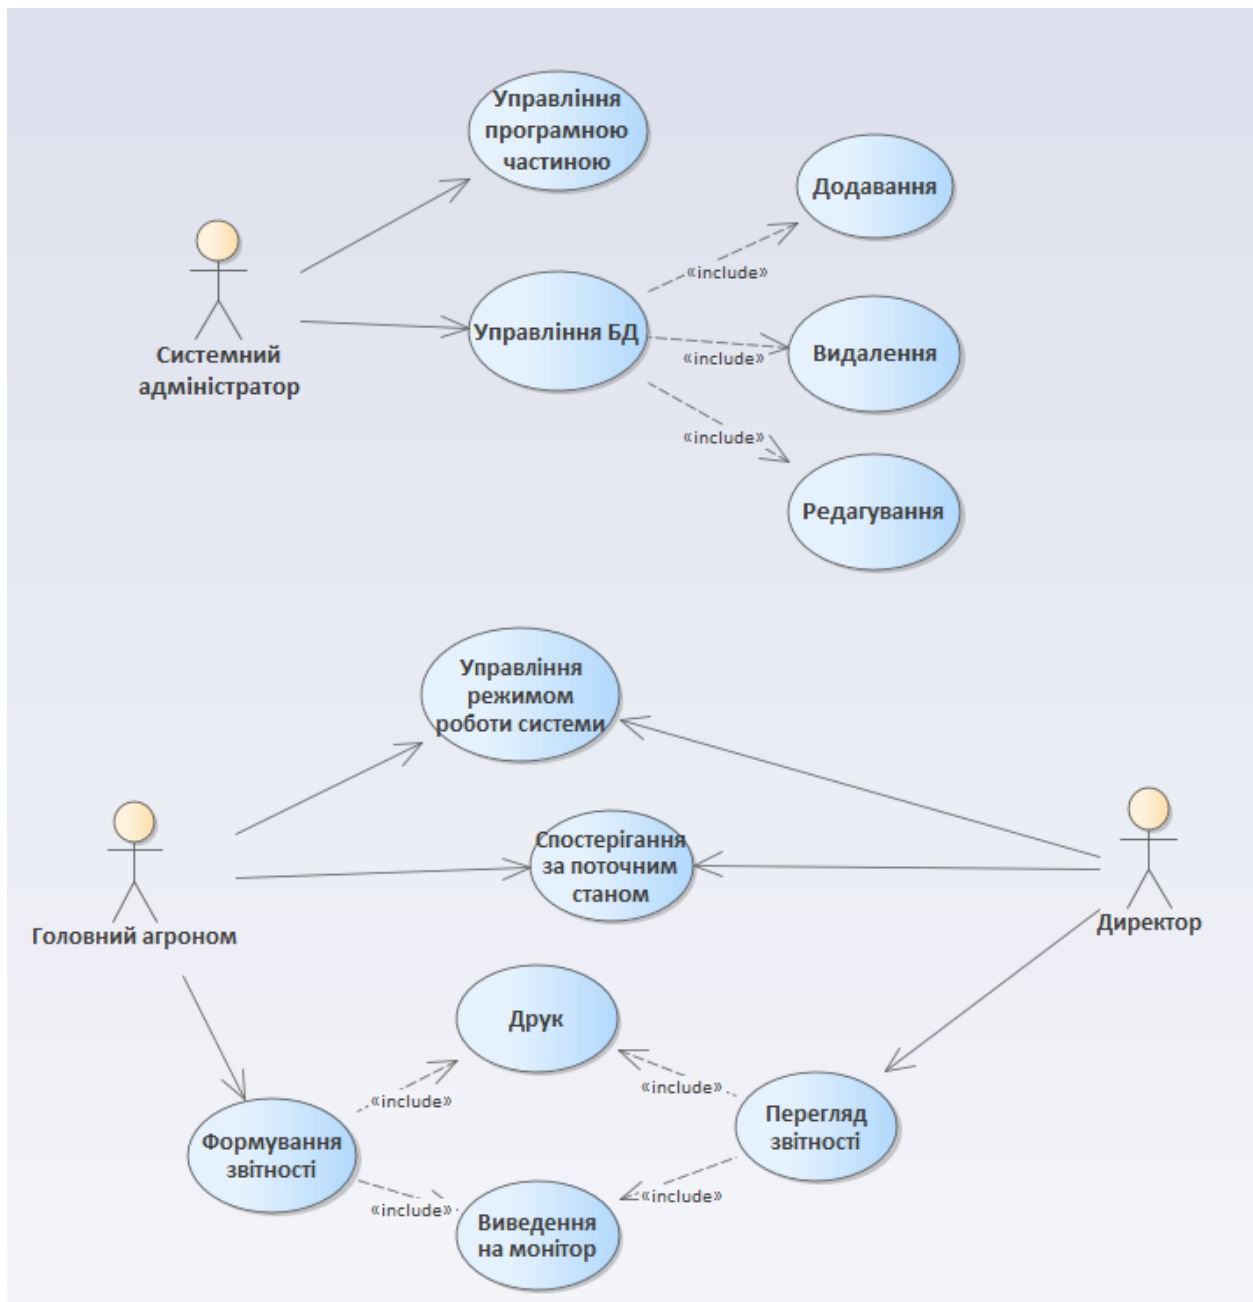 Управління
програмною
частиною
Додавання
«include»
Системний
адміністратор
Управління БД
«include»
Видалення
«include»
Редагування
Управління
режимом
роботи системи
Спостерігання
за поточним
станом
Головний агроном
Директор
Друк
«include»
«include»
Формування
звітності
Перегляд
звітності
«include»
«include»
Виведення
на монітор